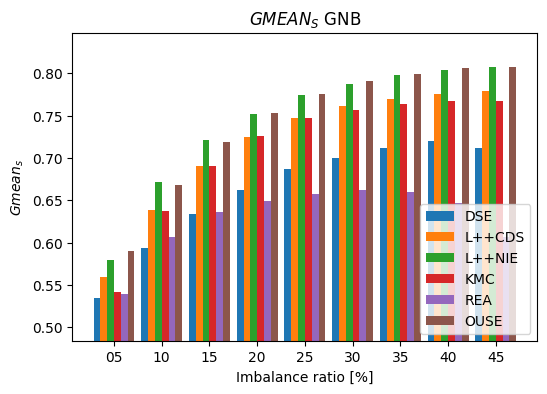 GMEAN_S GNB
Gmean_s
0.80
0.75
0.70
0.65
0.60
0.55
0.50
DSE
L++CDS
L++NIE
KMC
REA
OUSE
05 10 15 20 25 30 35 40 45
Imbalance ratio [%]